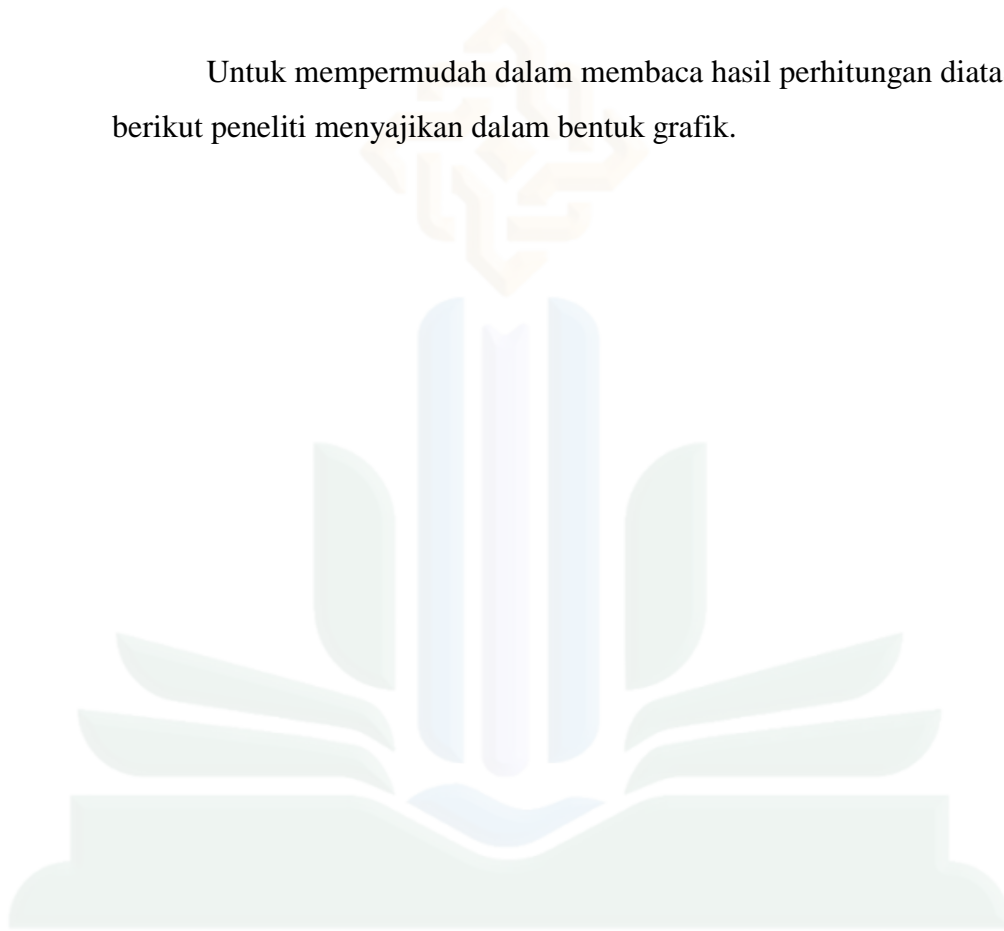 Untuk mempermudah dalam membaca hasil perhitungan diata
berikut peneliti menyajikan dalam bentuk grafik.